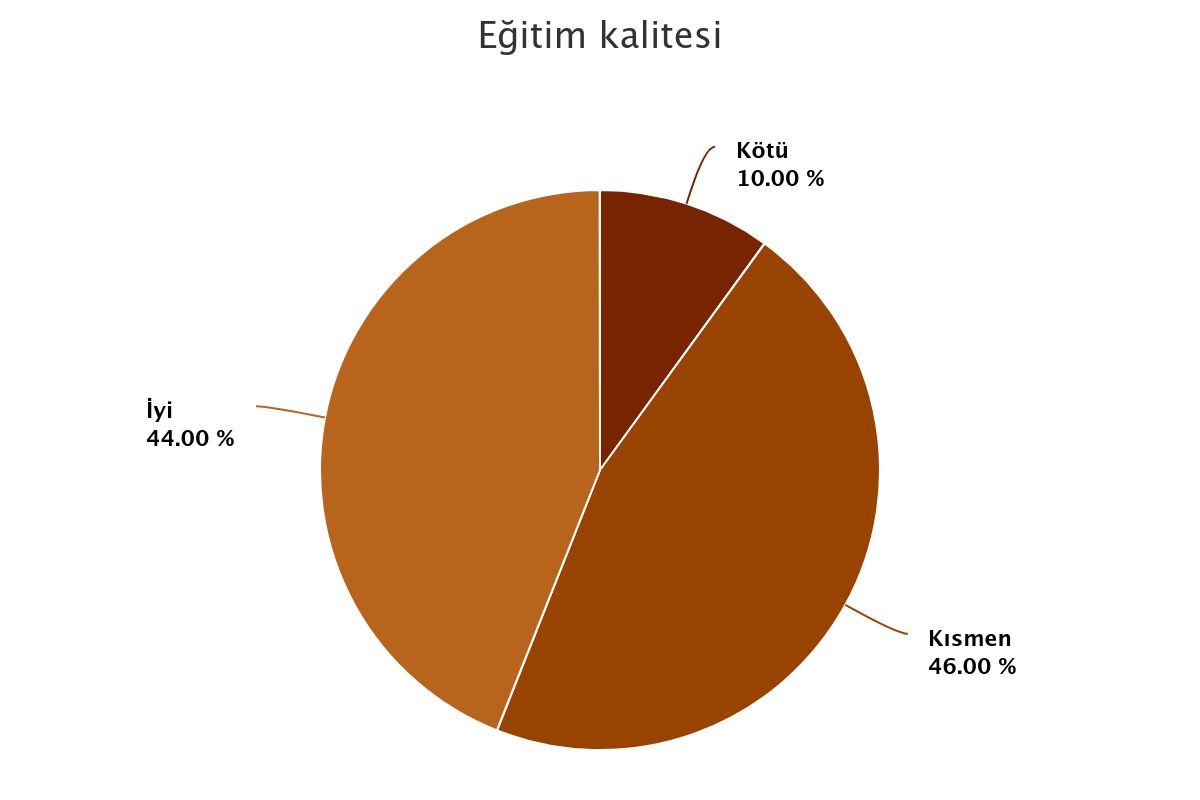 Eğitim kalitesi
Kötü
10.00 %
İyi
44.00 %
Kısmen
46.00 %